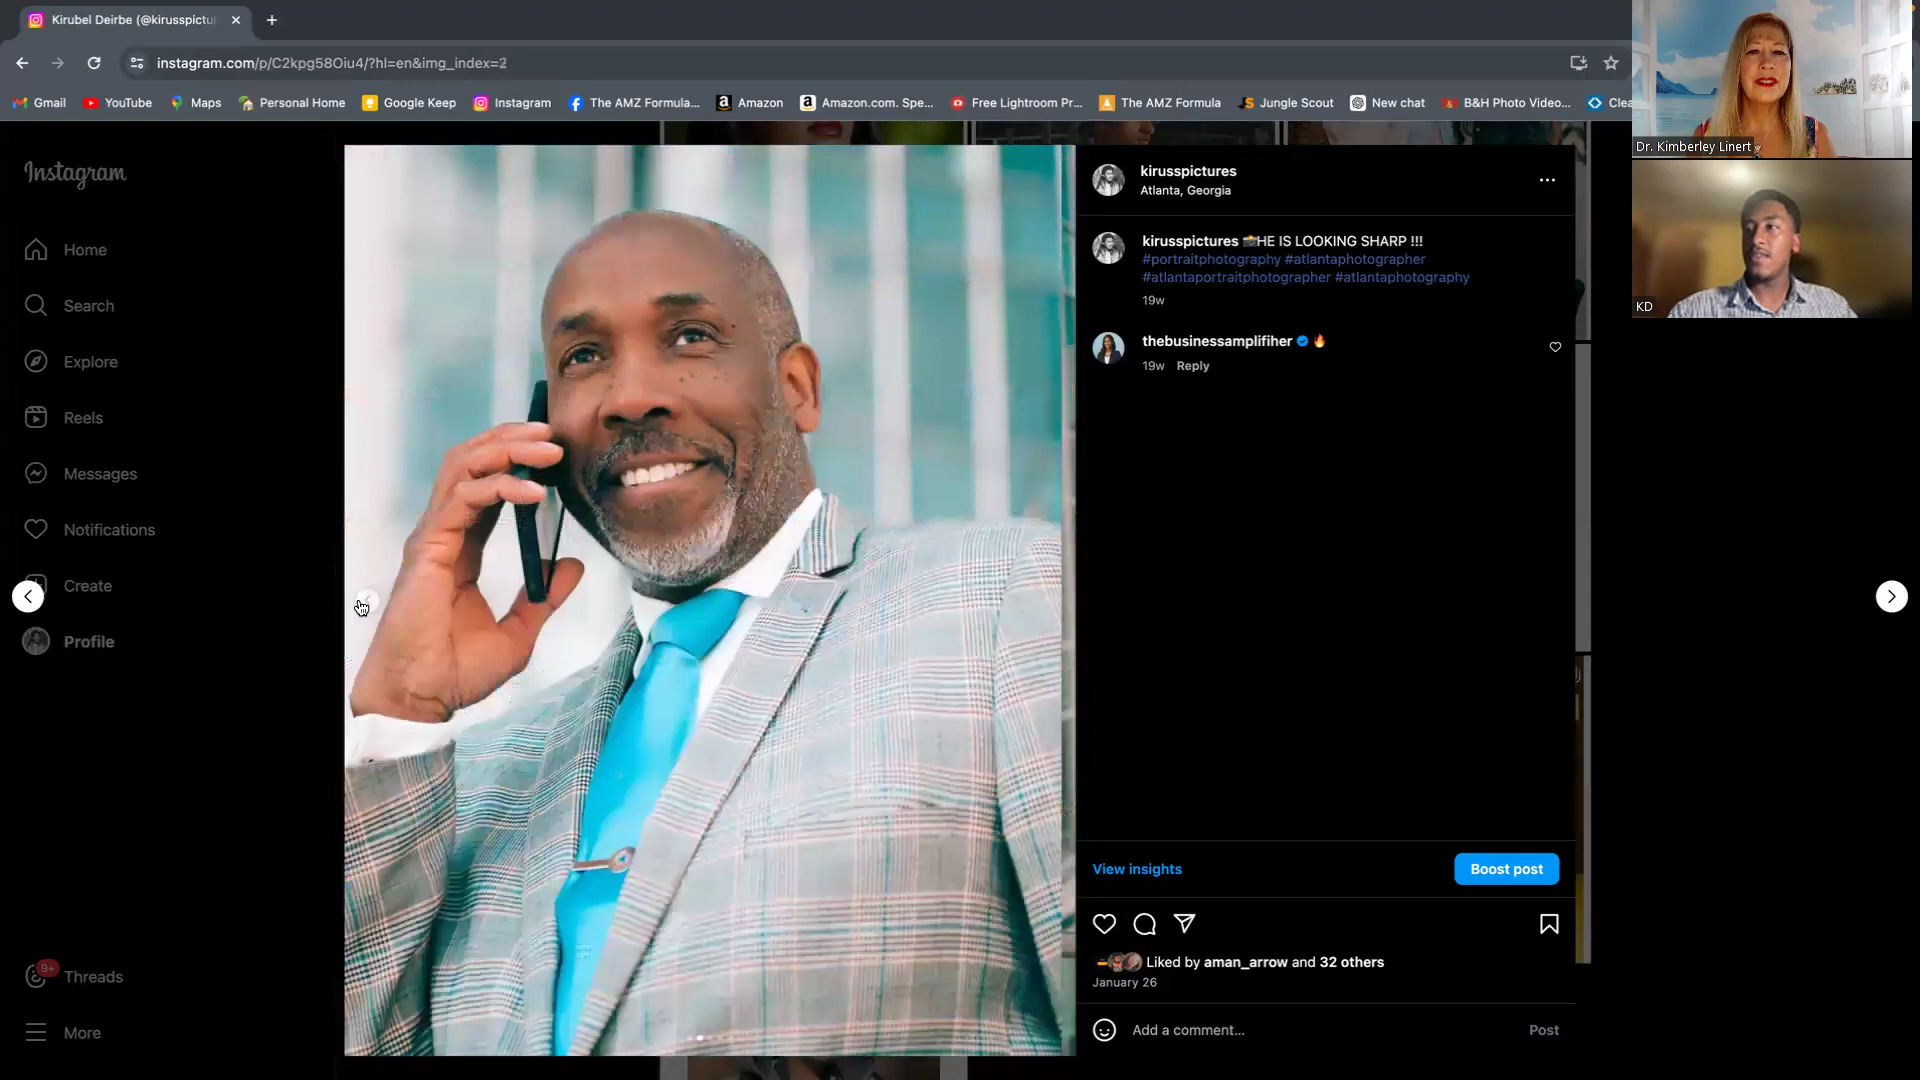 Kirubel Deirbe (@kirusspictu
instagram.com/p/C2kpg58Oiu4/?hl=en&img_index=2
Gmail
YouTube
Maps
Personal Home
Google Keep
Instagram
The AMZ Formula...
Amazon
Amazon.com. Spe...
Free Lightroom Pr...
The AMZ Formula
Jungle Scout
New chat
B&H Photo Video...
Clea
Dr. Kimberley Linert
KD
Instagram
Home
Search
Explore
Reels
Messages
Notifications
Create
Profile
9+
Threads
More
kirusspictures
Atlanta, Georgia
kirusspictures 📸HE IS LOOKING SHARP !!!
#portraitphotography #atlantaphotographer
#atlantaportraitphotographer #atlantaphotography
19w
thebusinessamplifiher 🔥
19w Reply
View insights
Boost post
Liked by aman_arrow and 32 others
January 26
Add a comment...
Post